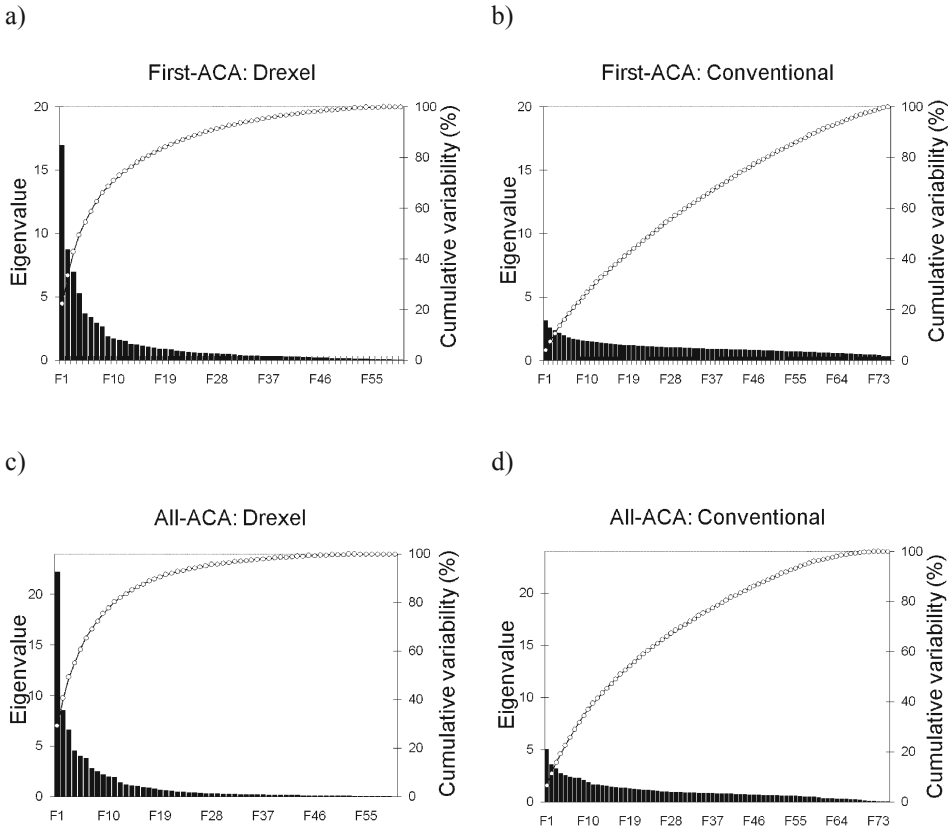 a)
First-ACA: Drexel
Eigenvalue
20
15
10
5
0
Cumulative variability (%)
100
80
60
40
20
0
F1 F10 F19 F28 F37 F46 F55
b)
First-ACA: Conventional
Eigenvalue
20
15
10
5
0
Cumulative variability (%)
100
80
60
40
20
0
F1 F10 F19 F28 F37 F46 F55 F64 F73
c)
All-ACA: Drexel
Eigenvalue
20
15
10
5
0
Cumulative variability (%)
100
80
60
40
20
0
F1 F10 F19 F28 F37 F46 F55
d)
All-ACA: Conventional
Eigenvalue
20
15
10
5
0
Cumulative variability (%)
100
80
60
40
20
0
F1 F10 F19 F28 F37 F46 F55 F64 F73